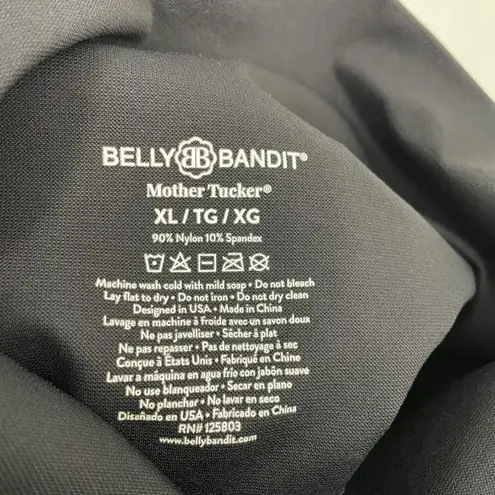 BELLY BB BANDIT®
Mother Tucker®
XL / TG / XG
90% Nylon 10% Spandex
Machine wash cold with mild soap • Do not bleach
Lay flat to dry • Do not iron • Do not dry clean
Designed in USA • Made in China
Lavage en machine à froide avec un savon doux
Ne pas javelliser • Sècher à plat
Ne pas repasser • Pas de nettoyage à sec
Conçue à États Unis • Fabriqué en Chine
Lavar a máquina en agua frío con jabón suave
No use blanqueador • Secar en plano
No planchar • No lavar en seco
Diseñado en USA • Fabricado en China
RN# 125803
www.bellybandit.com